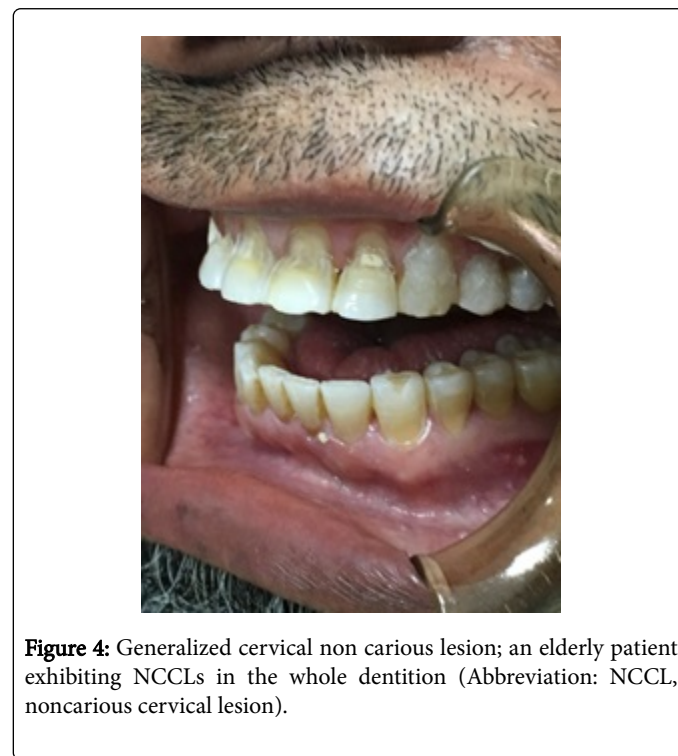 Figure 4: Generalized cervical non carious lesion; an elderly patient
exhibiting NCCLs in the whole dentition (Abbreviation: NCCL,
noncarious cervical lesion).